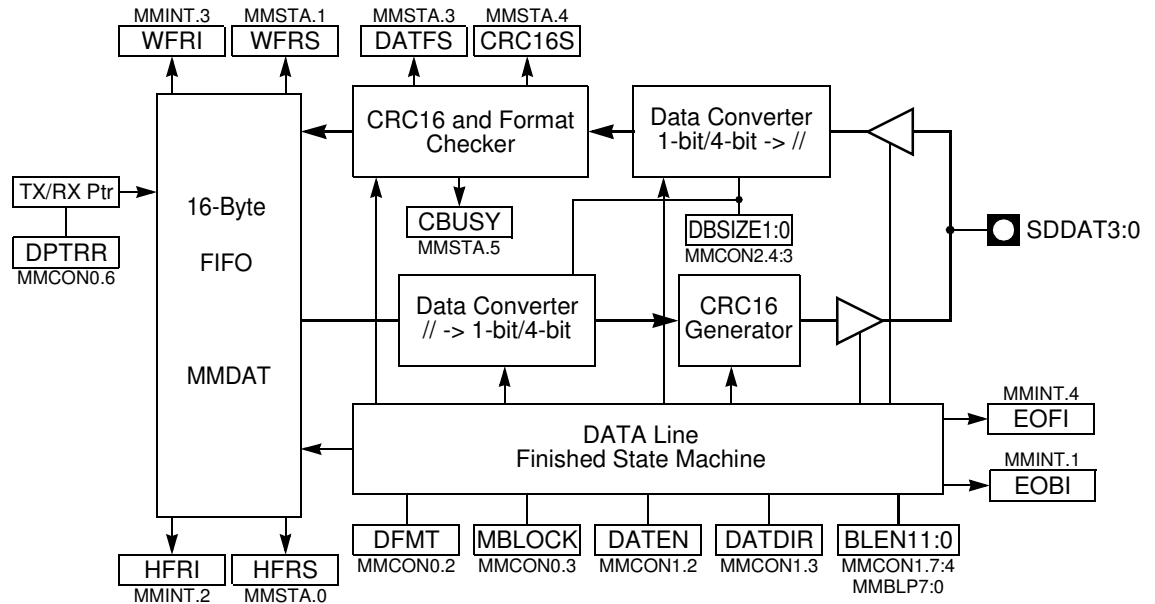 MMINT.3
MMSTA.1
MMSTA.3
MMSTA.4
WFRI
WFRS
DATFS
CRC16S
CRC16 and Format
Checker
Data Converter
1-bit/4-bit -> //
TX/RX Ptr
DPTRR
MMCON0.6
16-Byte
FIFO
MMDAT
CBUSY
MMSTA.5
DBSIZE1:0
MMCON2.4:3
SDDAT3:0
Data Converter
// -> 1-bit/4-bit
CRC16
Generator
DATA Line
Finished State Machine
MMINT.4
EOFI
MMINT.1
EOBI
HFRI
MMINT.2
HFRS
MMSTA.0
DFMT
MMCON0.2
MBLOCK
MMCON0.3
DATEN
MMCON1.2
DATDIR
MMCON1.3
BLEN11:0
MMCON1.7:4
MMBLP7:0